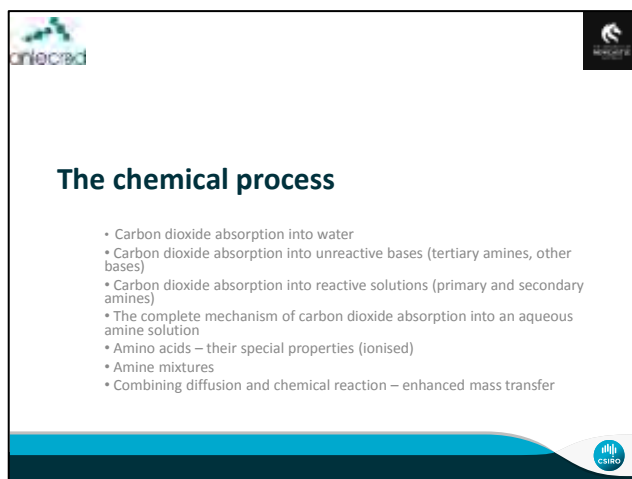 anlecr&d
The chemical process
• Carbon dioxide absorption into water
• Carbon dioxide absorption into unreactive bases (tertiary amines, other
bases)
• Carbon dioxide absorption into reactive solutions (primary and secondary
amines)
• The complete mechanism of carbon dioxide absorption into an aqueous
amine solution
• Amino acids – their special properties (ionised)
• Amine mixtures
• Combining diffusion and chemical reaction – enhanced mass transfer
CSIRO